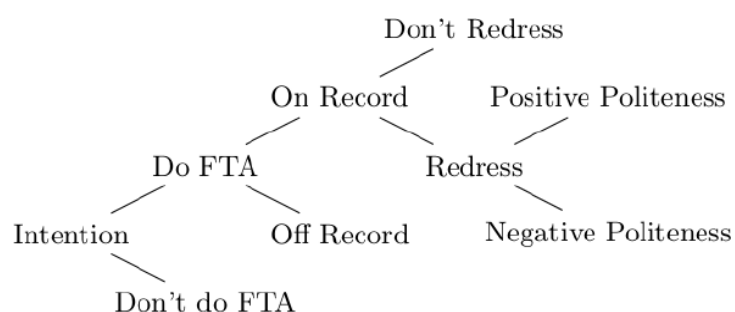 Don't Redress
On Record
Positive Politeness
Do FTA
Redress
Intention
Off Record
Negative Politeness
Don't do FTA